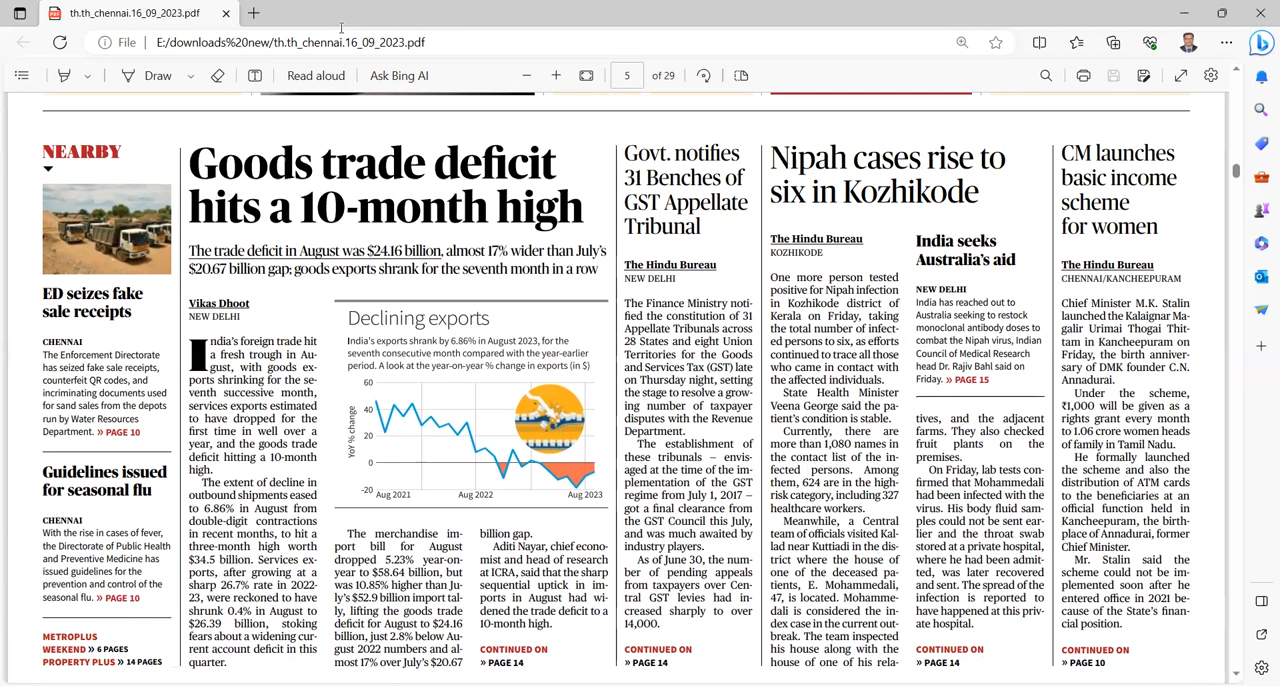 th.th_chennai.16_09_2023.pdf
File
E:/downloads%20new/th.th_chennai.16_09_2023.pdf
Draw
Read aloud
Ask Bing AI
5
of 29
NEARBY
ED seizes fake
sale receipts
CHENNAI
The Enforcement Directorate
has seized fake sale receipts,
counterfeit QR codes, and
incriminating documents used
for sand sales from the depots
run by Water Resources
Department. » PAGE 10
Guidelines issued
for seasonal flu
CHENNAI
With the rise in cases of fever,
the Directorate of Public Health
and Preventive Medicine has
issued guidelines for the
prevention and control of the
seasonal flu. » PAGE 10
METROPLUS
WEEKEND » 6 PAGES
PROPERTY PLUS » 14 PAGES
Goods trade deficit
hits a 10-month high
The trade deficit in August was $24.16 billion, almost 17% wider than July’s
$20.67 billion gap; goods exports shrank for the seventh month in a row
Vikas Dhoot
NEW DELHI
India’s foreign trade hit
a fresh trough in Au-
gust, with goods ex-
ports shrinking for the se-
venth successive month,
services exports estimated
to have dropped for the
first time in well over a
year, and the goods trade
deficit hitting a 10-month
high.
The extent of decline in
outbound shipments eased
to 6.86% in August from
double-digit contractions
in recent months, to hit a
three-month high worth
$34.5 billion. Services ex-
ports, after growing at a
sharp 26.7% rate in 2022-
23, were reckoned to have
shrunk 0.4% in August to
$26.39 billion, stoking
fears about a widening cur-
rent account deficit in this
quarter.
Declining exports
India's exports shrank by 6.86% in August 2023, for the
seventh consecutive month compared with the year-earlier
period. A look at the year-on-year % change in exports (in $)
YoY % change
60
40
20
0
-20
Aug 2021
Aug 2022
Aug 2023
The merchandise im-
port bill for August
dropped 5.23% year-on-
year to $58.64 billion, but
was 10.85% higher than Ju-
ly’s $52.9 billion import tal-
ly, lifting the goods trade
deficit for August to $24.16
billion, just 2.8% below Au-
gust 2022 numbers and al-
most 17% over July’s $20.67
billion gap.
Aditi Nayar, chief econo-
mist and head of research
at ICRA, said that the sharp
sequential uptick in im-
ports in August had wi-
dened the trade deficit to a
10-month high.
CONTINUED ON
» PAGE 14
Govt. notifies
31 Benches of
GST Appellate
Tribunal
The Hindu Bureau
NEW DELHI
The Finance Ministry noti-
fied the constitution of 31
Appellate Tribunals across
28 States and eight Union
Territories for the Goods
and Services Tax (GST) late
on Thursday night, setting
the stage to resolve a grow-
ing number of taxpayer
disputes with the Revenue
Department.
The establishment of
these tribunals – envis-
aged at the time of the im-
plementation of the GST
regime from July 1, 2017 –
got a final clearance from
the GST Council this July,
and was much awaited by
industry players.
As of June 30, the num-
ber of pending appeals
from taxpayers over Cen-
tral GST levies had in-
creased sharply to over
14,000.
CONTINUED ON
» PAGE 14
Nipah cases rise to
six in Kozhikode
The Hindu Bureau
KOZHIKODE
One more person tested
positive for Nipah infection
in Kozhikode district of
Kerala on Friday, taking
the total number of infect-
ed persons to six, as efforts
continued to trace all those
who came in contact with
the affected individuals.
State Health Minister
Veena George said the pa-
tient’s condition is stable.
Currently, there are
more than 1,080 names in
the contact list of the in-
fected persons. Among
them, 624 are in the high-
risk category, including 327
healthcare workers.
Meanwhile, a Central
team of officials visited Kal-
lad near Kuttiadi in the dis-
trict where the house of
one of the deceased pa-
tients, E. Mohammedali,
47, is located. Mohamme-
dali is considered the in-
dex case in the current out-
break. The team inspected
his house along with the
house of one of his rela-
India seeks
Australia’s aid
NEW DELHI
India has reached out to
Australia seeking to restock
monoclonal antibody doses to
combat the Nipah virus, Indian
Council of Medical Research
head Dr. Rajiv Bahl said on
Friday. » PAGE 15
tives, and the adjacent
farms. They also checked
fruit plants on the
premises.
On Friday, lab tests con-
firmed that Mohammedali
had been infected with the
virus. His body fluid sam-
ples could not be sent ear-
lier and the throat swab
stored at a private hospital,
where he had been admit-
ted, was later recovered
and sent. The spread of the
infection is reported to
have happened at this priv-
ate hospital.
CONTINUED ON
» PAGE 14
CM launches
basic income
scheme
for women
The Hindu Bureau
CHENNAI/KANCHEEPURAM
Chief Minister M.K. Stalin
launched the Kalaignar Ma-
galir Urimai Thogai Thit-
tam in Kancheepuram on
Friday, the birth anniver-
sary of DMK founder C.N.
Annadurai.
Under the scheme,
₹1,000 will be given as a
rights grant every month
to 1.06 crore women heads
of family in Tamil Nadu.
He formally launched
the scheme and also the
distribution of ATM cards
to the beneficiaries at an
official function held in
Kancheepuram, the birth-
place of Annadurai, former
Chief Minister.
Mr. Stalin said the
scheme could not be im-
plemented soon after he
entered office in 2021 be-
cause of the State’s finan-
cial position.
CONTINUED ON
» PAGE 10